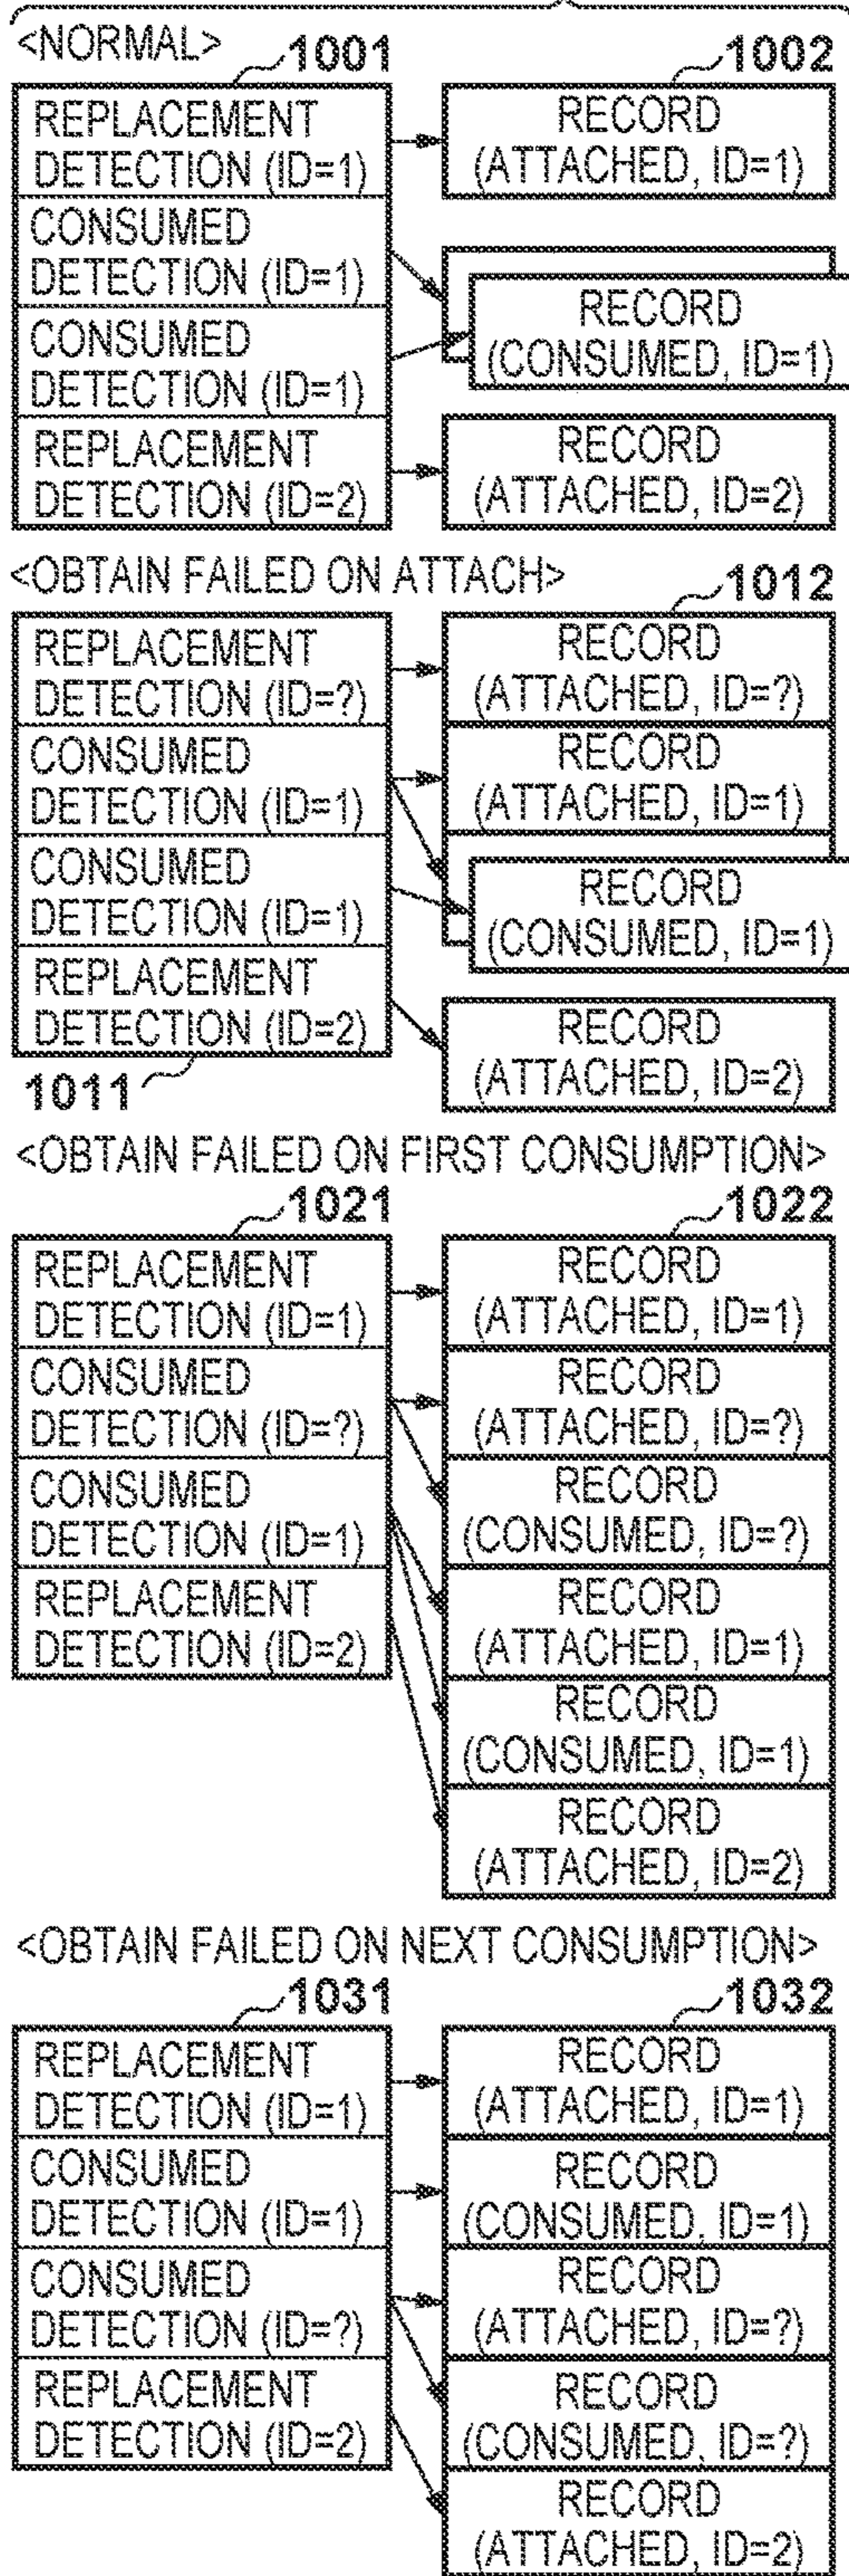 <NORMAL>
1001
1002
REPLACEMENT
DETECTION (ID=1)
CONSUMED
DETECTION (ID=1)
CONSUMED
DETECTION (ID=1)
REPLACEMENT
DETECTION (ID=2)
RECORD
(ATTACHED, ID=1)
RECORD
(CONSUMED, ID=1)
RECORD
(ATTACHED, ID=2)
<OBTAIN FAILED ON ATTACH>
1012
REPLACEMENT
DETECTION (ID=?)
CONSUMED
DETECTION (ID=1)
CONSUMED
DETECTION (ID=1)
REPLACEMENT
DETECTION (ID=2)
1011
RECORD
(ATTACHED, ID=?)
RECORD
(ATTACHED, ID=1)
RECORD
(CONSUMED, ID=1)
RECORD
(ATTACHED, ID=2)
<OBTAIN FAILED ON FIRST CONSUMPTION>
1021
1022
REPLACEMENT
DETECTION (ID=1)
CONSUMED
DETECTION (ID=?)
CONSUMED
DETECTION (ID=1)
REPLACEMENT
DETECTION (ID=2)
RECORD
(ATTACHED, ID=1)
RECORD
(ATTACHED, ID=?)
RECORD
(CONSUMED, ID=?)
RECORD
(ATTACHED, ID=1)
RECORD
(CONSUMED, ID=1)
RECORD
(ATTACHED, ID=2)
<OBTAIN FAILED ON NEXT CONSUMPTION>
1031
1032
REPLACEMENT
DETECTION (ID=1)
CONSUMED
DETECTION (ID=1)
CONSUMED
DETECTION (ID=?)
REPLACEMENT
DETECTION (ID=2)
RECORD
(ATTACHED, ID=1)
RECORD
(CONSUMED, ID=1)
RECORD
(ATTACHED, ID=?)
RECORD
(CONSUMED, ID=?)
RECORD
(ATTACHED, ID=2)